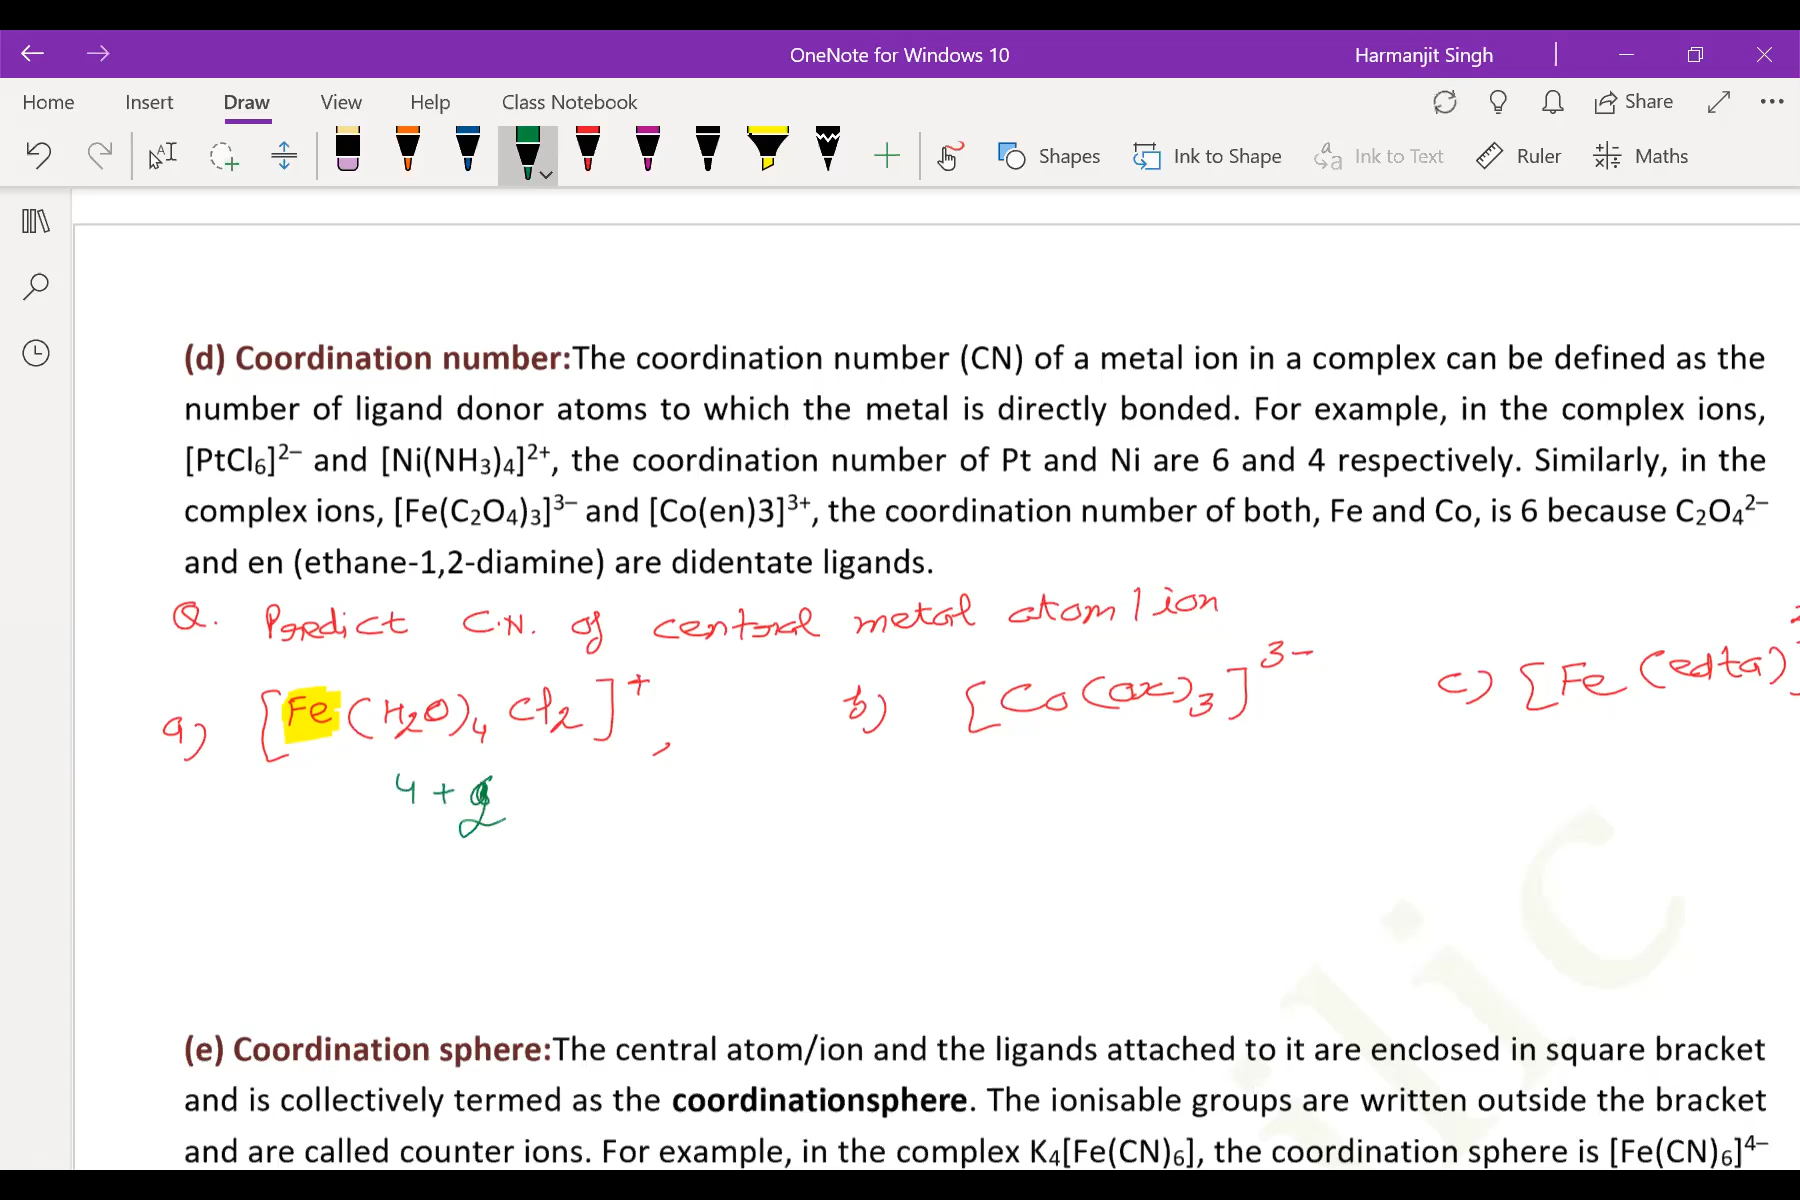 OneNote for Windows 10
Harmanjit Singh
Home Insert Draw View Help Class Notebook
Share
Shapes Ink to Shape Ink to Text Ruler Maths
(d) Coordination number:The coordination number (CN) of a metal ion in a complex can be defined as the
number of ligand donor atoms to which the metal is directly bonded. For example, in the complex ions,
[PtCl₆]²⁻ and [Ni(NH₃)₄]²⁺, the coordination number of Pt and Ni are 6 and 4 respectively. Similarly, in the
complex ions, [Fe(C₂O₄)₃]³⁻ and [Co(en)3]³⁺, the coordination number of both, Fe and Co, is 6 because C₂O₄²⁻
and en (ethane-1,2-diamine) are didentate ligands.
Q. Predict C.N. of central metal atom/ion
a) [Fe(H₂O)₄Cl₂]⁺, b) [Co(ox)₃]³⁻ c) [Fe(edta)
4 + 2
(e) Coordination sphere:The central atom/ion and the ligands attached to it are enclosed in square bracket
and is collectively termed as the coordinationsphere. The ionisable groups are written outside the bracket
and are called counter ions. For example, in the complex K₄[Fe(CN)₆], the coordination sphere is [Fe(CN)₆]⁴⁻